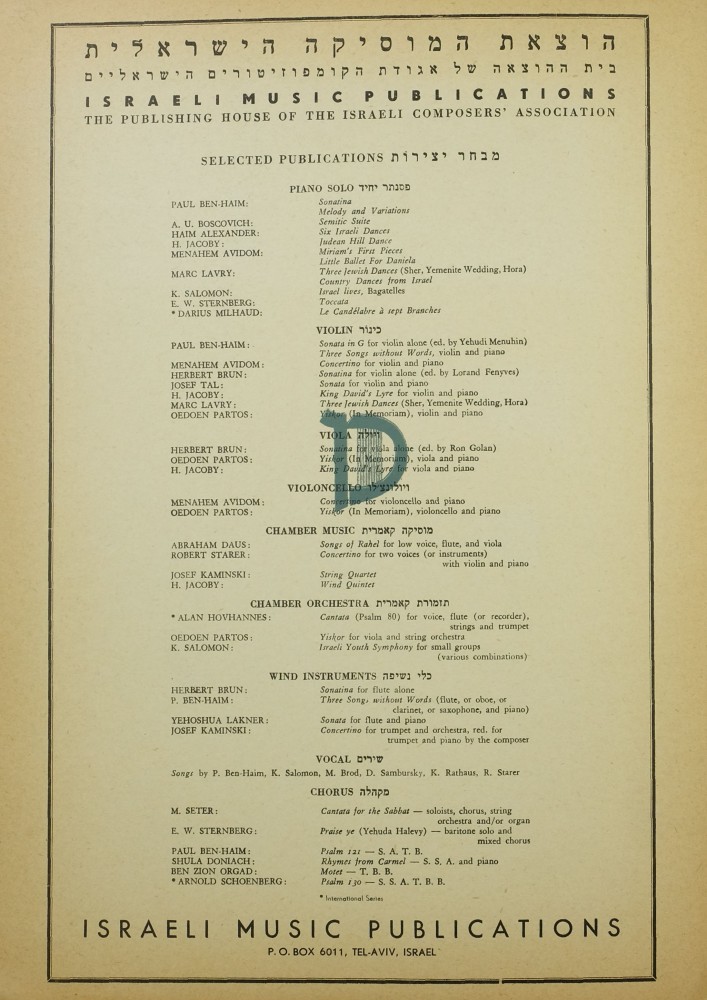 הוצאת המוסיקה הישראלית
בית ההוצאה של אגודת הקומפוזיטורים הישראליים
ISRAELI MUSIC PUBLICATIONS
THE PUBLISHING HOUSE OF THE ISRAELI COMPOSERS' ASSOCIATION
SELECTED PUBLICATIONS מבחר יצירות
PIANO SOLO פסנתר יחיד
PAUL BEN-HAIM: Sonatina
Melody and Variations
A. U. BOSCOVICH: Semitic Suite
HAIM ALEXANDER: Six Israeli Dances
H. JACOBY: Judean Hill Dance
MENAHEM AVIDOM: Miriam's First Pieces
Little Ballet For Daniela
MARC LAVRY: Three Jewish Dances (Sher, Yemenite Wedding, Hora)
Country Dances from Israel
K. SALOMON: Israel lives, Bagatelles
E. W. STERNBERG: Toccata
* DARIUS MILHAUD: Le Candélabre à sept Branches
VIOLIN כינור
PAUL BEN-HAIM: Sonata in G for violin alone (ed. by Yehudi Menuhin)
Three Songs without Words, violin and piano
MENAHEM AVIDOM: Concertino for violin and piano
HERBERT BRUN: Sonatina for violin alone (ed. by Lorand Fenyves)
JOSEF TAL: Sonata for violin and piano
H. JACOBY: King David's Lyre for violin and piano
MARC LAVRY: Three Jewish Dances (Sher, Yemenite Wedding, Hora)
OEDOEN PARTOS: Yiskor (In Memoriam), violin and piano
VIOLA ויולה
HERBERT BRUN: Sonatina for viola alone (ed. by Ron Golan)
OEDOEN PARTOS: Yiskor (In Memoriam), viola and piano
H. JACOBY: King David's Lyre for viola and piano
VIOLONCELLO ויולונצ'לו
MENAHEM AVIDOM: Concertino for violoncello and piano
OEDOEN PARTOS: Yiskor (In Memoriam), violoncello and piano
CHAMBER MUSIC מוסיקה קאמרית
ABRAHAM DAUS: Songs of Rahel for low voice, flute, and viola
ROBERT STARER: Concertino for two voices (or instruments)
with violin and piano
JOSEF KAMINSKI: String Quartet
H. JACOBY: Wind Quintet
CHAMBER ORCHESTRA תזמורת קאמרית
* ALAN HOVHANNES: Cantata (Psalm 80) for voice, flute (or recorder),
strings and trumpet
OEDOEN PARTOS: Yiskor for viola and string orchestra
K. SALOMON: Israeli Youth Symphony for small groups
(various combinations)
WIND INSTRUMENTS כלי נשיפה
HERBERT BRUN: Sonatina for flute alone
P. BEN-HAIM: Three Songs without Words (flute, or oboe, or
clarinet, or saxophone, and piano)
YEHOSHUA LAKNER: Sonata for flute and piano
JOSEF KAMINSKI: Concertino for trumpet and orchestra, red. for
trumpet and piano by the composer
VOCAL שירים
Songs by P. Ben-Haim, K. Salomon, M. Brod, D. Sambursky, K. Rathaus, R. Starer
CHORUS מקהלה
M. SETER: Cantata for the Sabbat — soloists, chorus, string
orchestra and/or organ
E. W. STERNBERG: Praise ye (Yehuda Halevy) — baritone solo and
mixed chorus
PAUL BEN-HAIM: Psalm 121 — S. A. T. B.
SHULA DONIACH: Rhymes from Carmel — S. S. A. and piano
BEN ZION ORGAD: Motet — T. B. B.
* ARNOLD SCHOENBERG: Psalm 130 — S. S. A. T. B. B.
* International Series
ISRAELI MUSIC PUBLICATIONS
P. O. BOX 6011, TEL-AVIV, ISRAEL